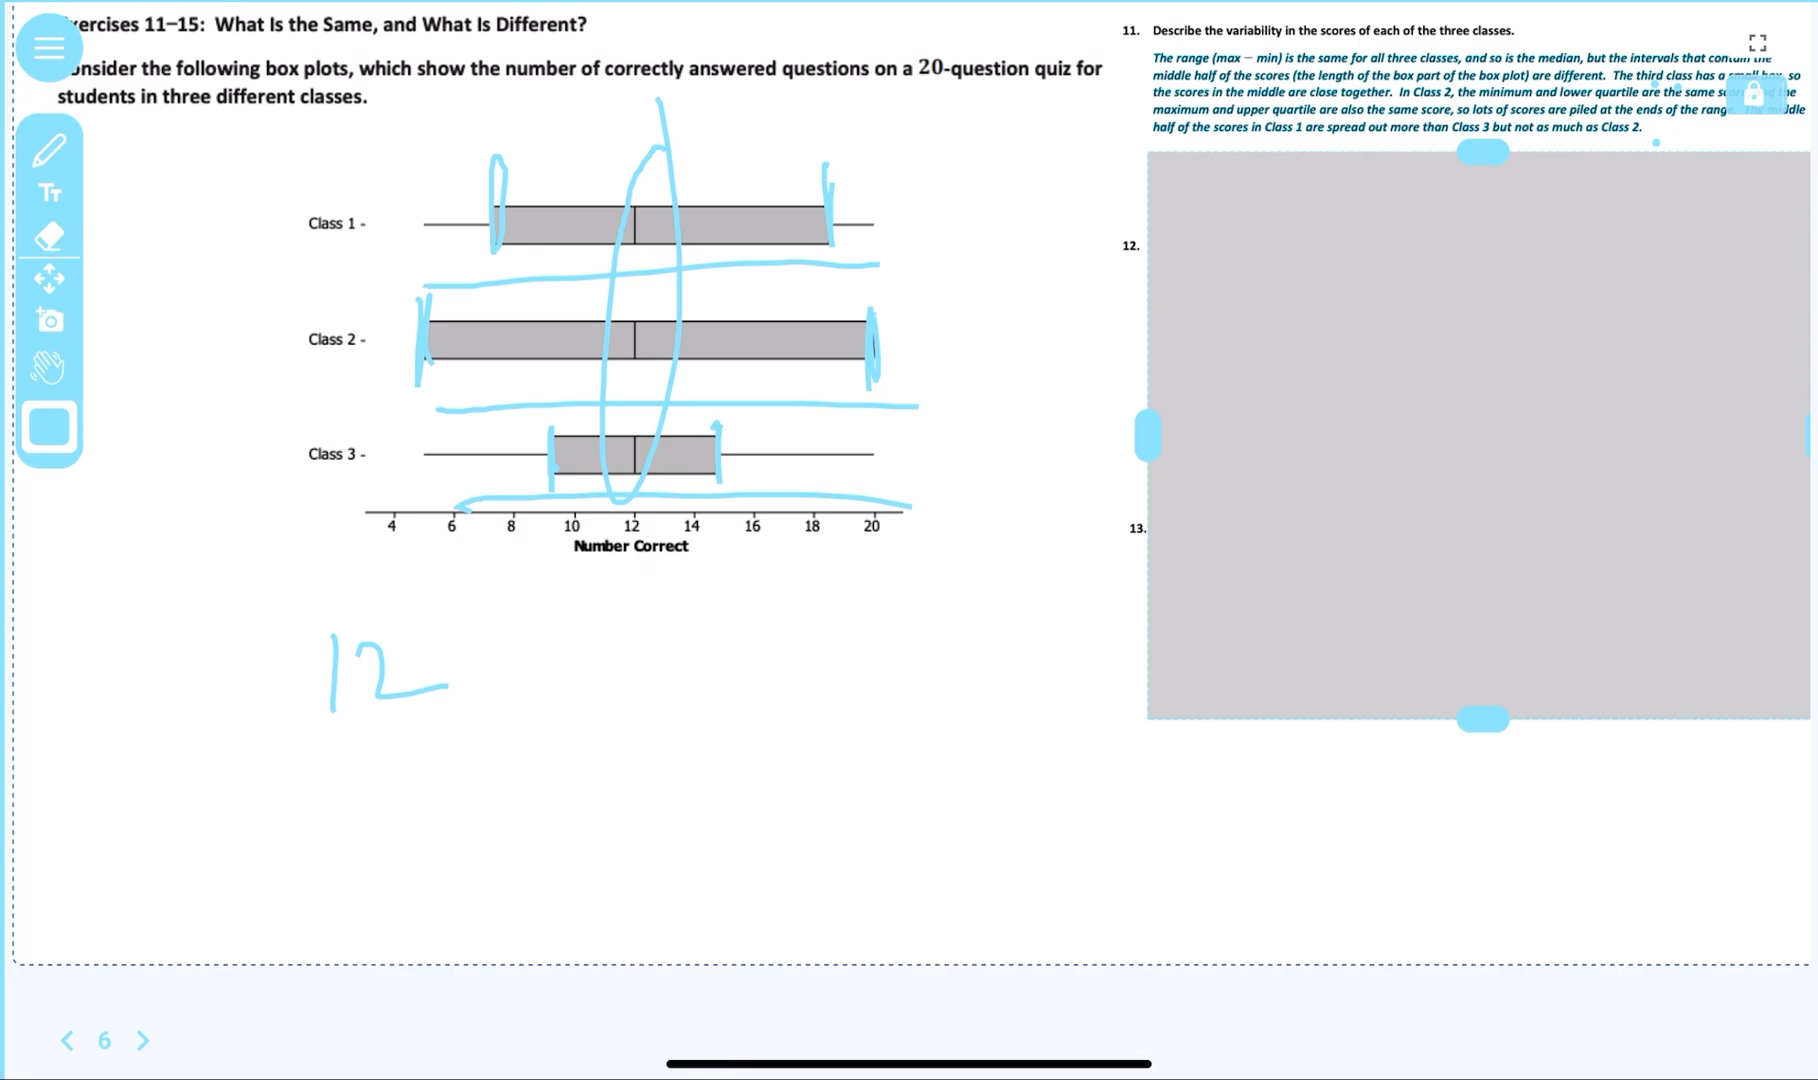 ercises 11–15: What Is the Same, and What Is Different?
onsider the following box plots, which show the number of correctly answered questions on a 20-question quiz for
students in three different classes.
TT
Class 1 -
Class 2 -
Class 3 -
4 6 8 10 12 14 16 18 20
Number Correct
12
11. Describe the variability in the scores of each of the three classes.
The range (max − min) is the same for all three classes, and so is the median, but the intervals that contain the
middle half of the scores (the length of the box part of the box plot) are different. The third class has a small box, so
the scores in the middle are close together. In Class 2, the minimum and lower quartile are the same
maximum and upper quartile are also the same score, so lots of scores are piled at the ends of the
half of the scores in Class 1 are spread out more than Class 3 but not as much as Class 2.
12.
13.
< 6 >